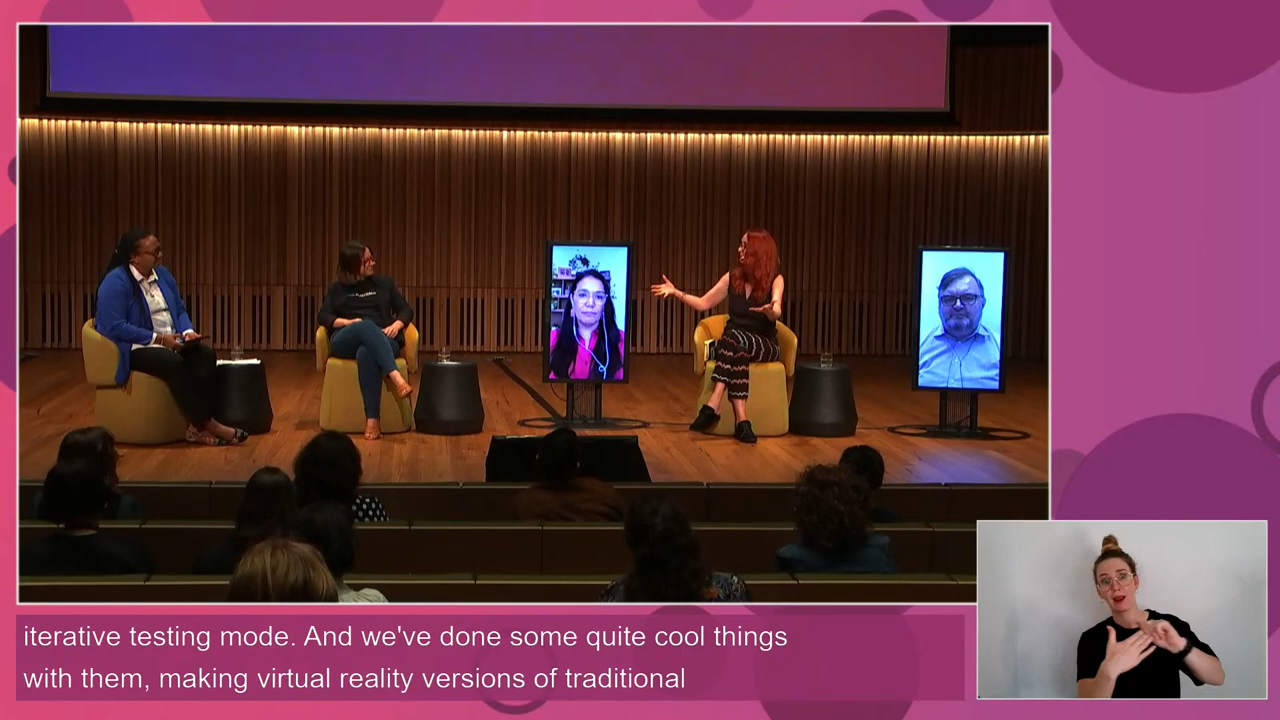 iterative testing mode. And we've done some quite cool things
with them, making virtual reality versions of traditional